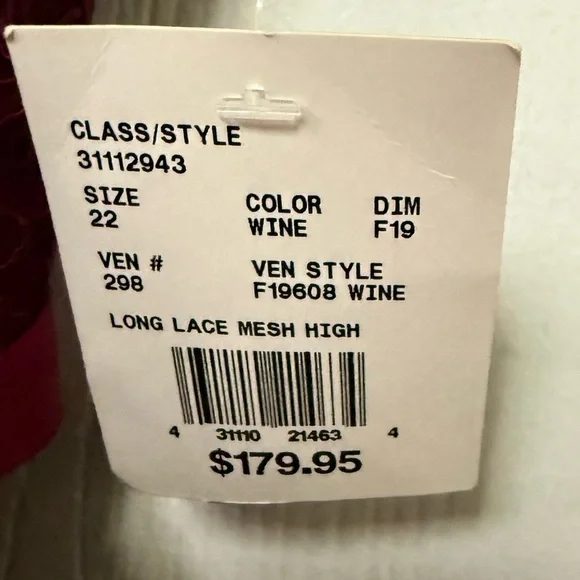 CLASS/STYLE
31112943
SIZE COLOR DIM
22 WINE F19
VEN # VEN STYLE
298 F19608 WINE
LONG LACE MESH HIGH
4 31110 21463 4
$179.95